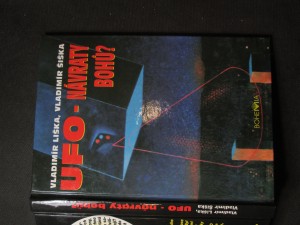 VLADIMÍR LIŠKA, VLADIMÍR ŠIŠKA
UFO - NÁVRATY
BOHŮ?
BOHEMIA
Vladimír Liška,
Vladimír Šiška
UFO - návraty bohů